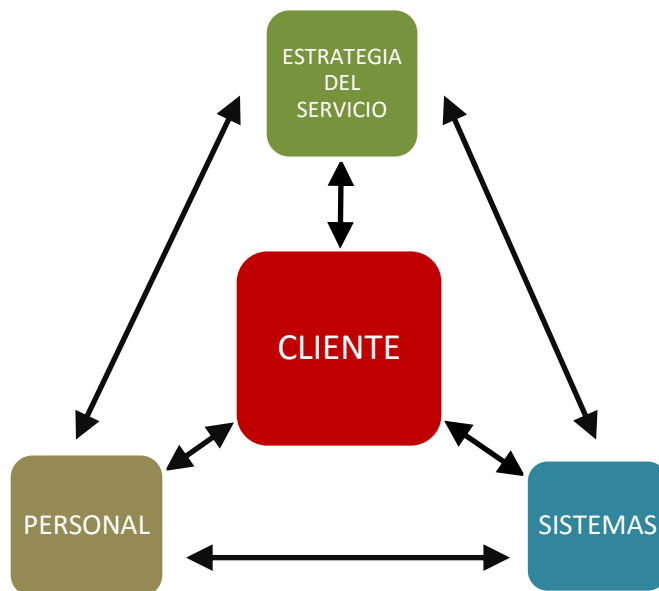 ESTRATEGIA
DEL
SERVICIO
CLIENTE
PERSONAL
SISTEMAS